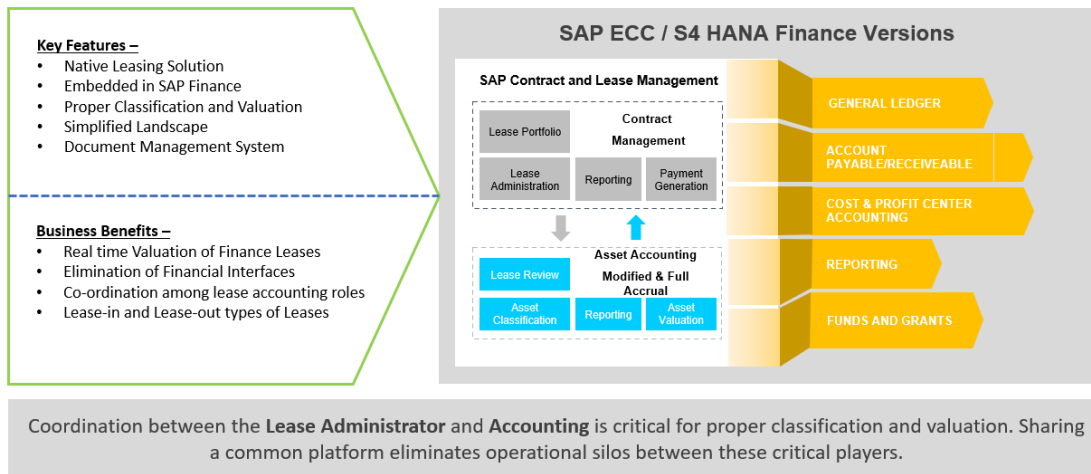 Key Features –
• Native Leasing Solution
• Embedded in SAP Finance
• Proper Classification and Valuation
• Simplified Landscape
• Document Management System
Business Benefits –
• Real time Valuation of Finance Leases
• Elimination of Financial Interfaces
• Co-ordination among lease accounting roles
• Lease-in and Lease-out types of Leases
SAP ECC / S4 HANA Finance Versions
SAP Contract and Lease Management
Lease Portfolio
Contract
Management
Lease
Administration
Reporting
Payment
Generation
Asset Accounting
Modified & Full
Accrual
Lease Review
Asset
Classification
Reporting
Asset
Valuation
GENERAL LEDGER
ACCOUNT
PAYABLE/RECEIVEABLE
COST & PROFIT CENTER
ACCOUNTING
REPORTING
FUNDS AND GRANTS
Coordination between the Lease Administrator and Accounting is critical for proper classification and valuation. Sharing
a common platform eliminates operational silos between these critical players.